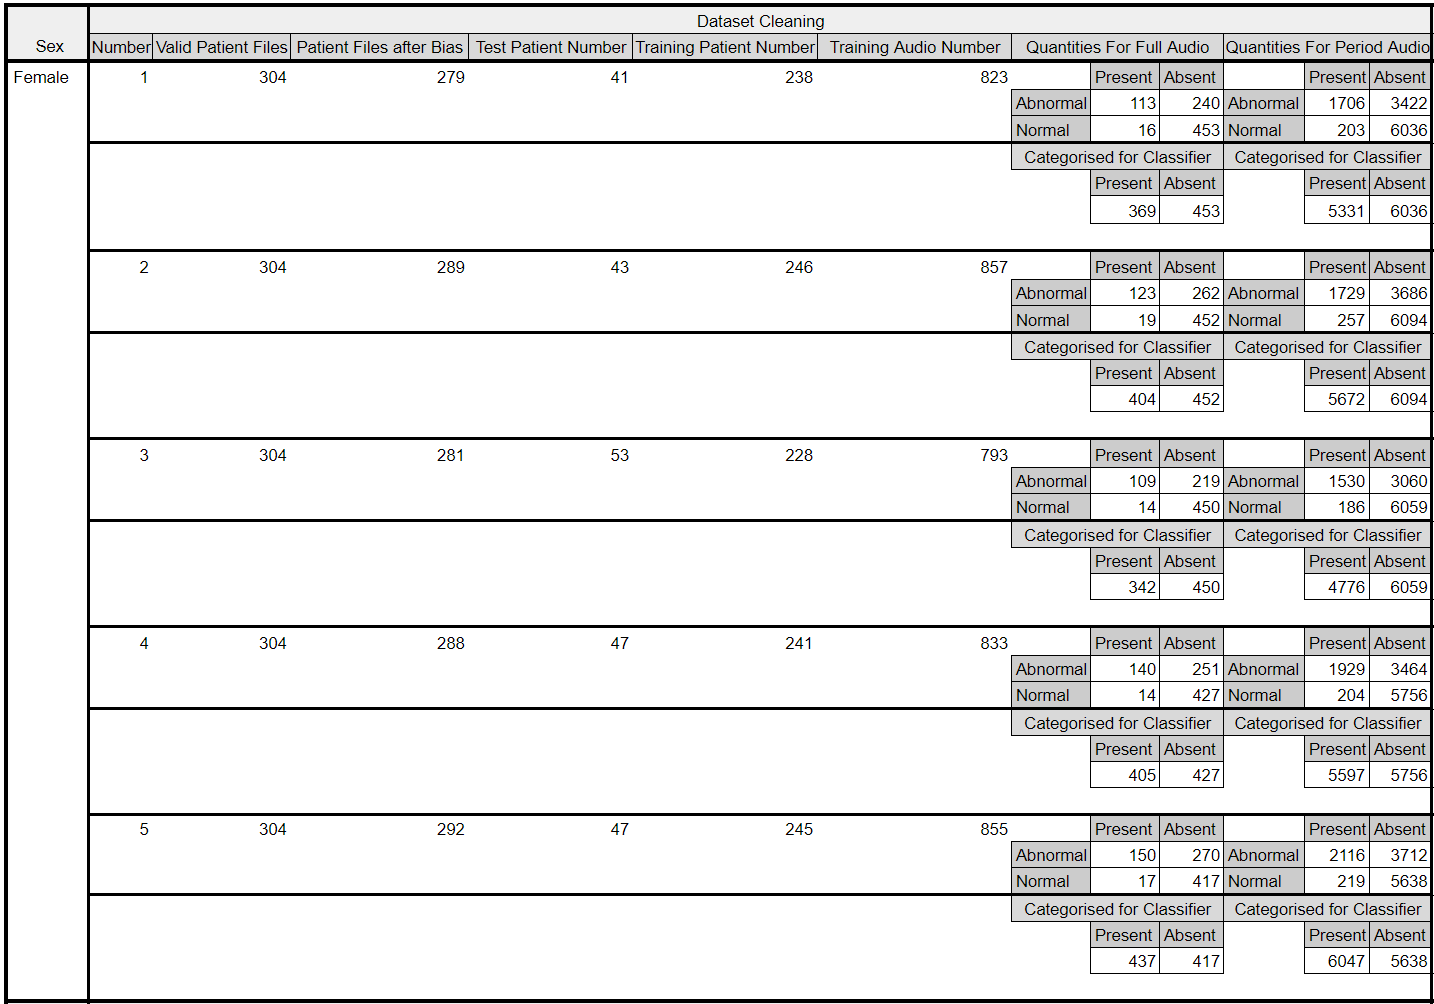 Dataset Cleaning
Sex Number Valid Patient Files Patient Files after Bias Test Patient Number Training Patient Number Training Audio Number Quantities For Full Audio Quantities For Period Audio
Female 1 304 279 41 238 823 Present Absent Present Absent
Abnormal 113 240 Abnormal 1706 3422
Normal 16 453 Normal 203 6036
Categorised for Classifier Categorised for Classifier
Present Absent Present Absent
369 453 5331 6036
2 304 289 43 246 857 Present Absent Present Absent
Abnormal 123 262 Abnormal 1729 3686
Normal 19 452 Normal 257 6094
Categorised for Classifier Categorised for Classifier
Present Absent Present Absent
404 452 5672 6094
3 304 281 53 228 793 Present Absent Present Absent
Abnormal 109 219 Abnormal 1530 3060
Normal 14 450 Normal 186 6059
Categorised for Classifier Categorised for Classifier
Present Absent Present Absent
342 450 4776 6059
4 304 288 47 241 833 Present Absent Present Absent
Abnormal 140 251 Abnormal 1929 3464
Normal 14 427 Normal 204 5756
Categorised for Classifier Categorised for Classifier
Present Absent Present Absent
405 427 5597 5756
5 304 292 47 245 855 Present Absent Present Absent
Abnormal 150 270 Abnormal 2116 3712
Normal 17 417 Normal 219 5638
Categorised for Classifier Categorised for Classifier
Present Absent Present Absent
437 417 6047 5638